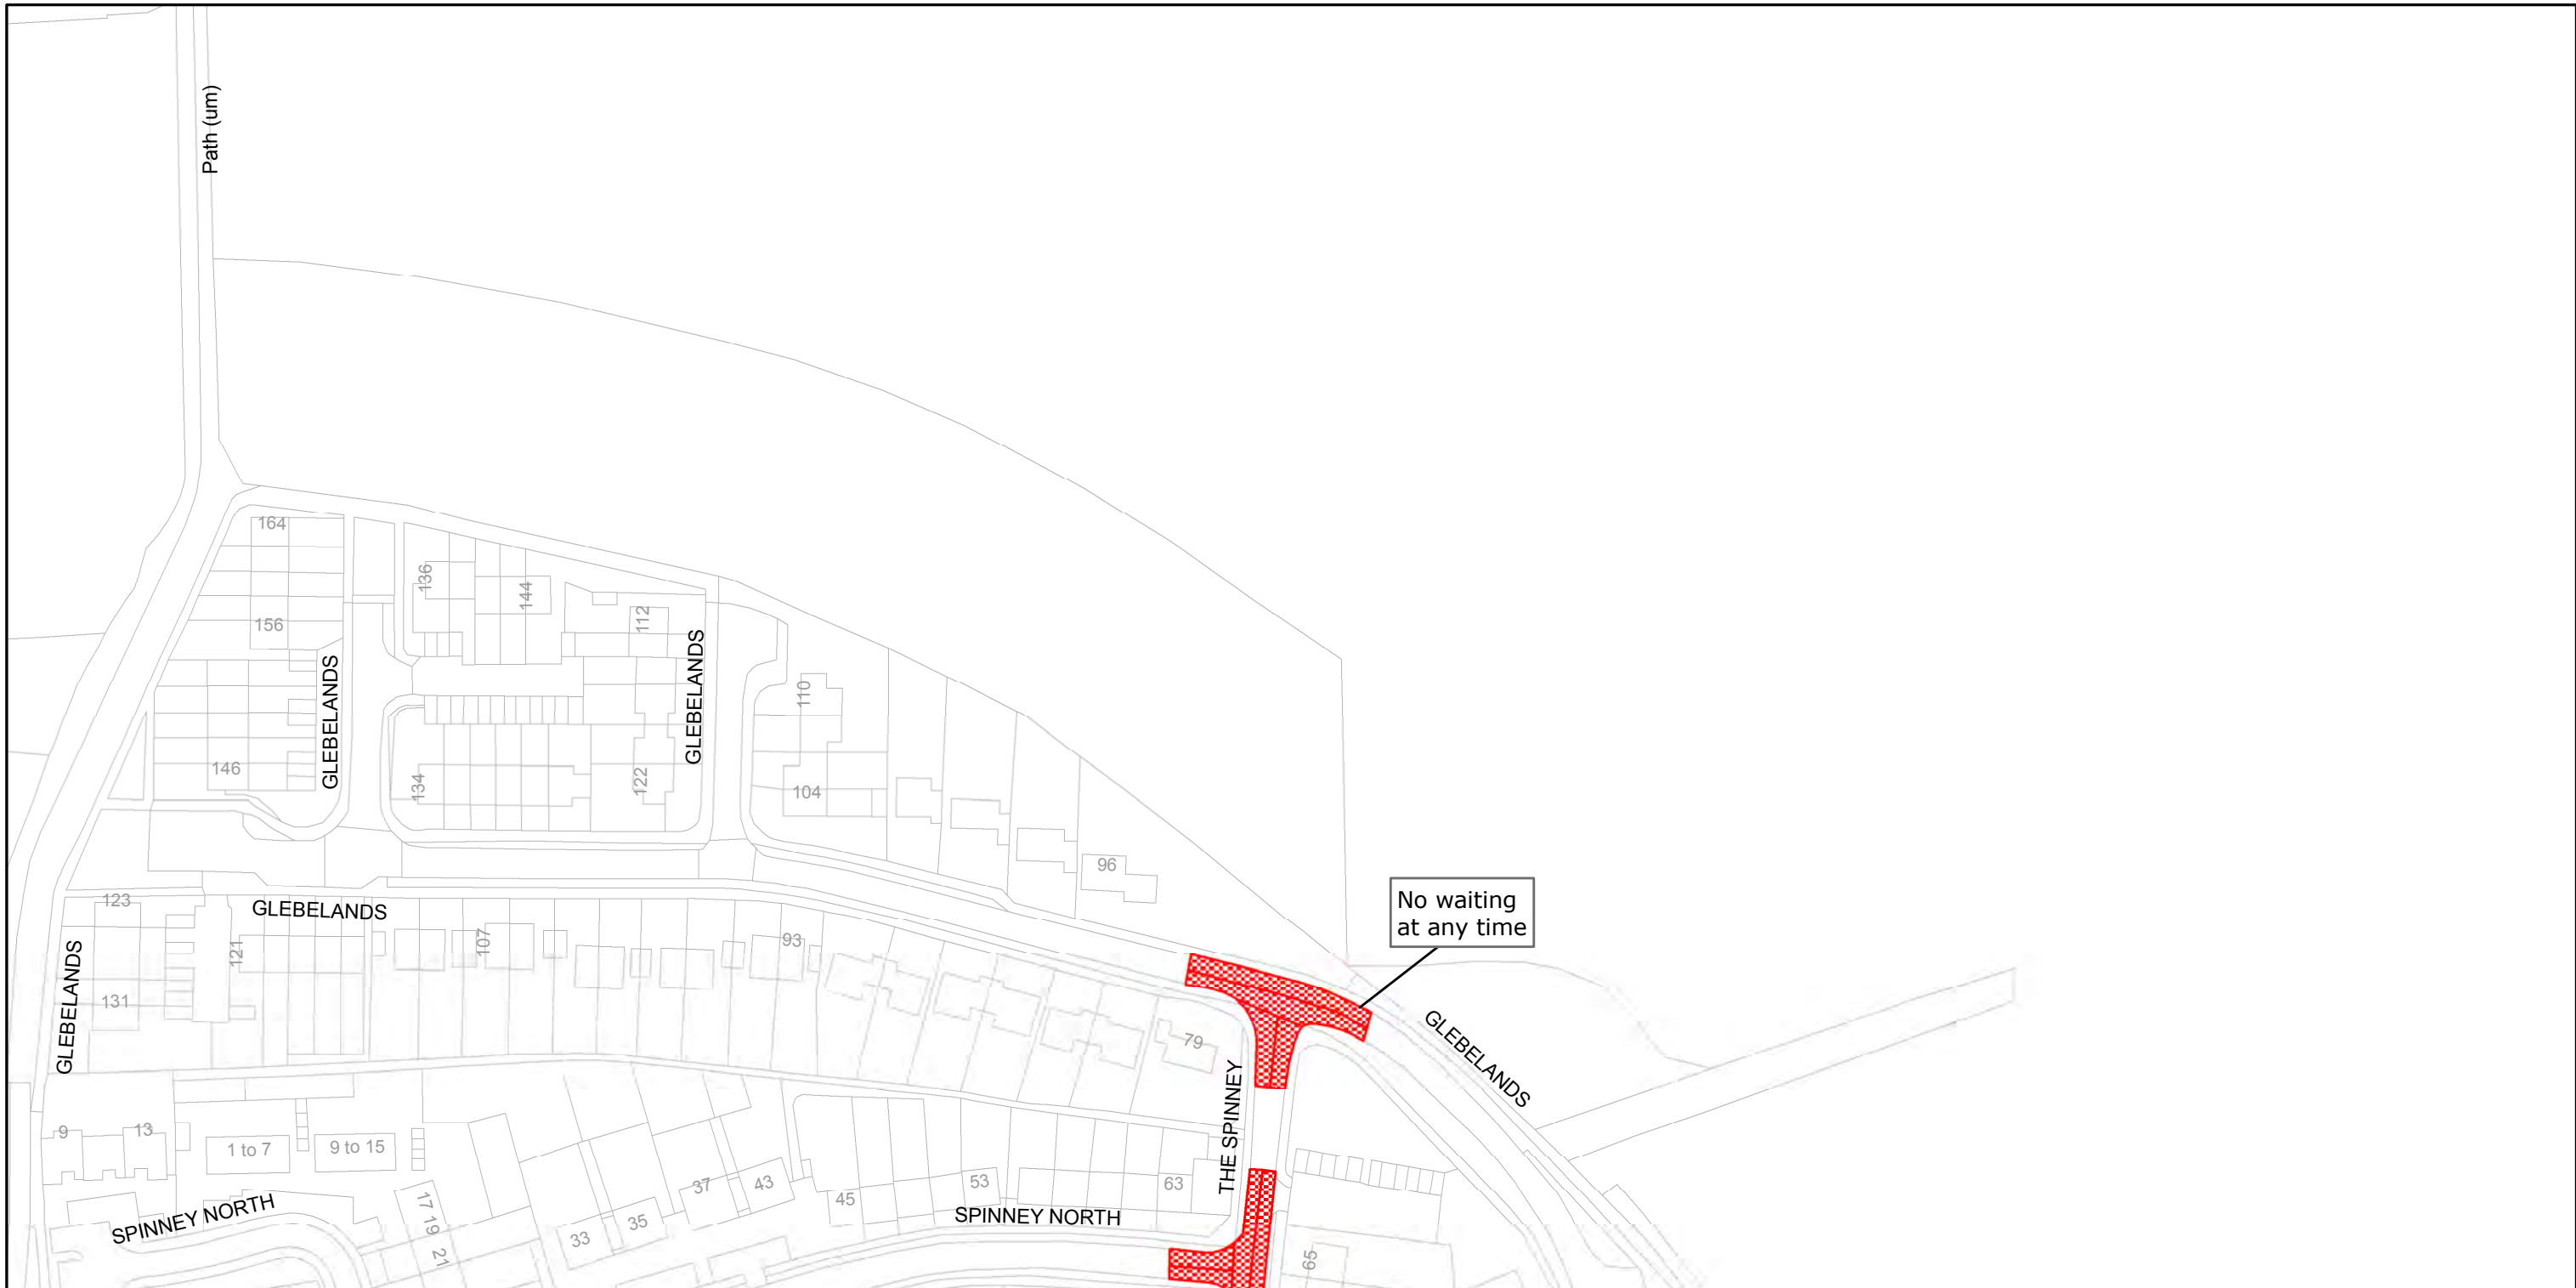 Path (um)
164
136
144
112
156
GLEBELANDS
GLEBELANDS
110
146
134
122
104
96
No waiting
at any time
123
GLEBELANDS
121
107
93
GLEBELANDS
131
79
GLEBELANDS
THE SPINNEY
9
13
1 to 7
9 to 15
17 19 21
37
43
45
53
63
SPINNEY NORTH
SPINNEY NORTH
33
35
65